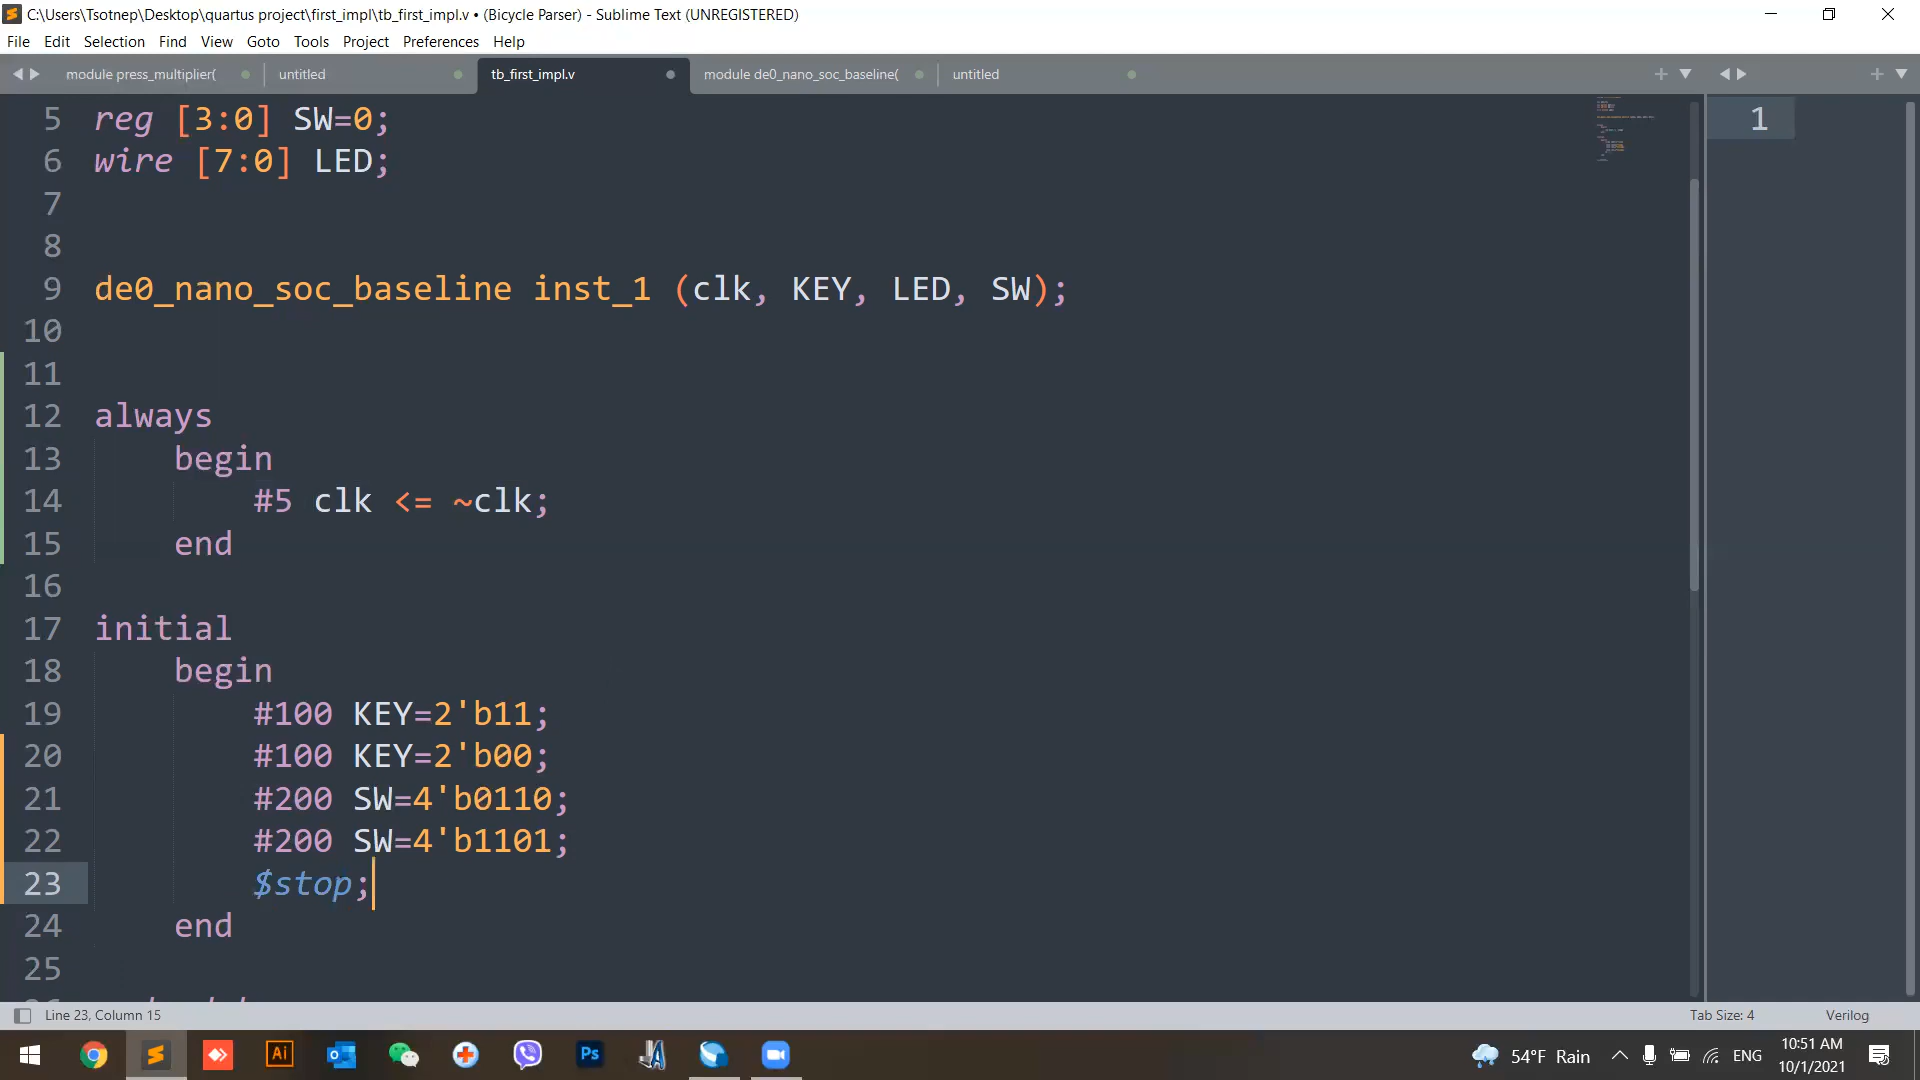 C:\Users\Tsotnep\Desktop\quartus project\first_impl\tb_first_impl.v • (Bicycle Parser) - Sublime Text (UNREGISTERED)
File Edit Selection Find View Goto Tools Project Preferences Help
module press_multiplier( untitled tb_first_impl.v module de0_nano_soc_baseline( untitled
5 reg [3:0] SW=0;
6 wire [7:0] LED;
7
8
9 de0_nano_soc_baseline inst_1 (clk, KEY, LED, SW);
10
11
12 always
13 begin
14 #5 clk <= ~clk;
15 end
16
17 initial
18 begin
19 #100 KEY=2'b11;
20 #100 KEY=2'b00;
21 #200 SW=4'b0110;
22 #200 SW=4'b1101;
23 $stop;
24 end
25
1
Line 23, Column 15 Tab Size: 4 Verilog
Ai Ps 54°F Rain ENG 10:51 AM
10/1/2021